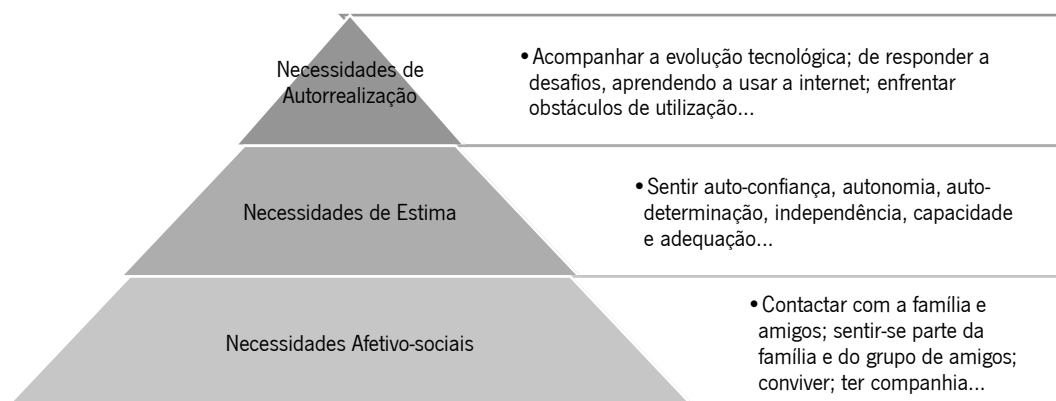 Necessidades de
Autorrealização
• Acompanhar a evolução tecnológica; de responder a
desafios, aprendendo a usar a internet; enfrentar
obstáculos de utilização...
Necessidades de Estima
• Sentir auto-confiança, autonomia, auto-
determinação, independência, capacidade
e adequação...
Necessidades Afetivo-sociais
• Contactar com a família e
amigos; sentir-se parte da
família e do grupo de amigos;
conviver; ter companhia...